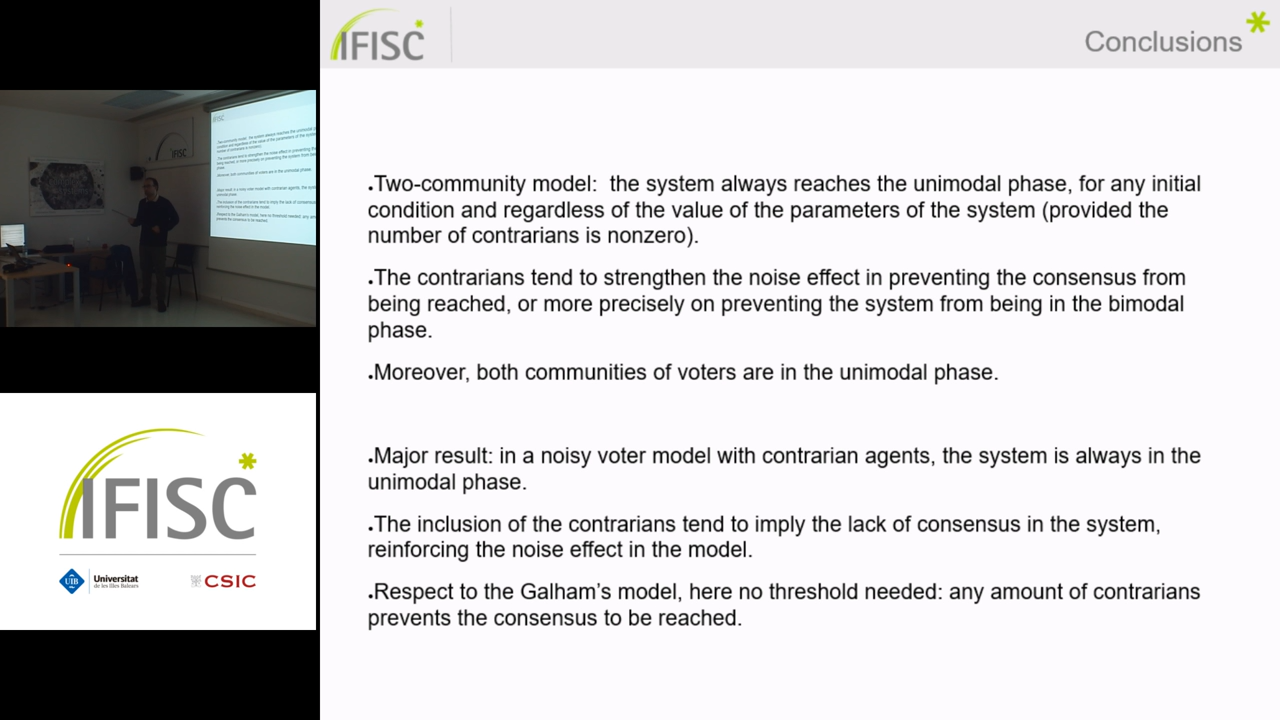 IFISC
Conclusions
.Two-community model: the system always reaches the unimodal phase, for any initial
condition and regardless of the value of the parameters of the system (provided the
number of contrarians is nonzero).
.The contrarians tend to strengthen the noise effect in preventing the consensus from
being reached, or more precisely on preventing the system from being in the bimodal
phase.
.Moreover, both communities of voters are in the unimodal phase.
.Major result: in a noisy voter model with contrarian agents, the system is always in the
unimodal phase.
.The inclusion of the contrarians tend to imply the lack of consensus in the system,
reinforcing the noise effect in the model.
.Respect to the Galham's model, here no threshold needed: any amount of contrarians
prevents the consensus to be reached.
IFISC
IFISC
UIB
Universitat
de les Illes Balears
CSIC